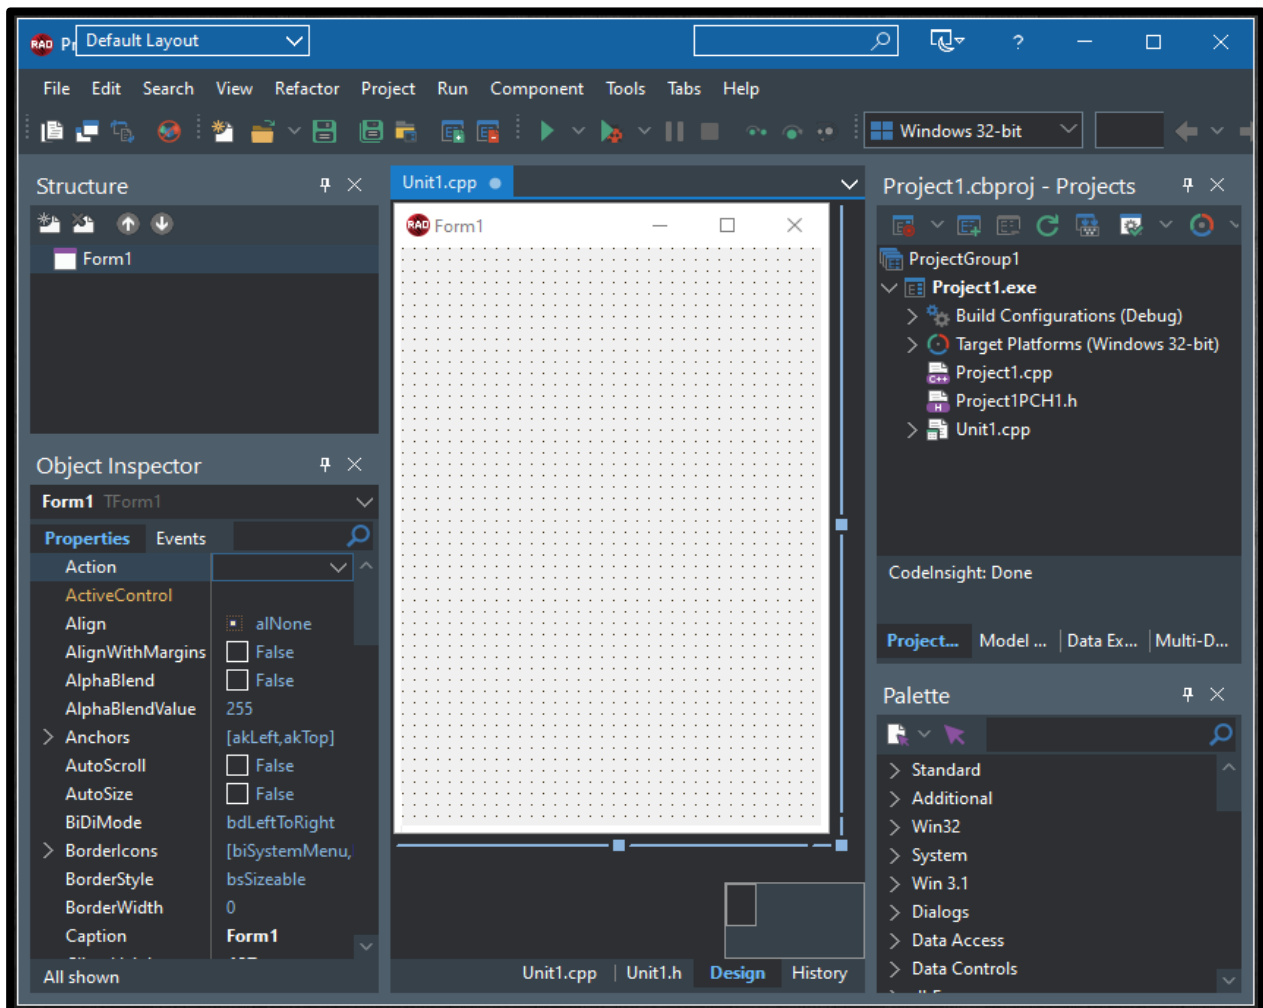 RAD Pr Default Layout
?
File Edit Search View Refactor Project Run Component Tools Tabs Help
Windows 32-bit
Structure
Form1
Object Inspector
Form1 TForm1
Properties Events
Action
ActiveControl
Align alNone
AlignWithMargins False
AlphaBlend False
AlphaBlendValue 255
Anchors [akLeft,akTop]
AutoScroll False
AutoSize False
BiDiMode bdLeftToRight
BorderIcons [biSystemMenu,
BorderStyle bsSizeable
BorderWidth 0
Caption Form1
All shown
Unit1.cpp
RAD Form1
Unit1.cpp Unit1.h Design History
Project1.cbproj - Projects
ProjectGroup1
Project1.exe
Build Configurations (Debug)
Target Platforms (Windows 32-bit)
C++ Project1.cpp
H Project1PCH1.h
Unit1.cpp
CodeInsight: Done
Project... Model ... Data Ex... Multi-D...
Palette
Standard
Additional
Win32
System
Win 3.1
Dialogs
Data Access
Data Controls